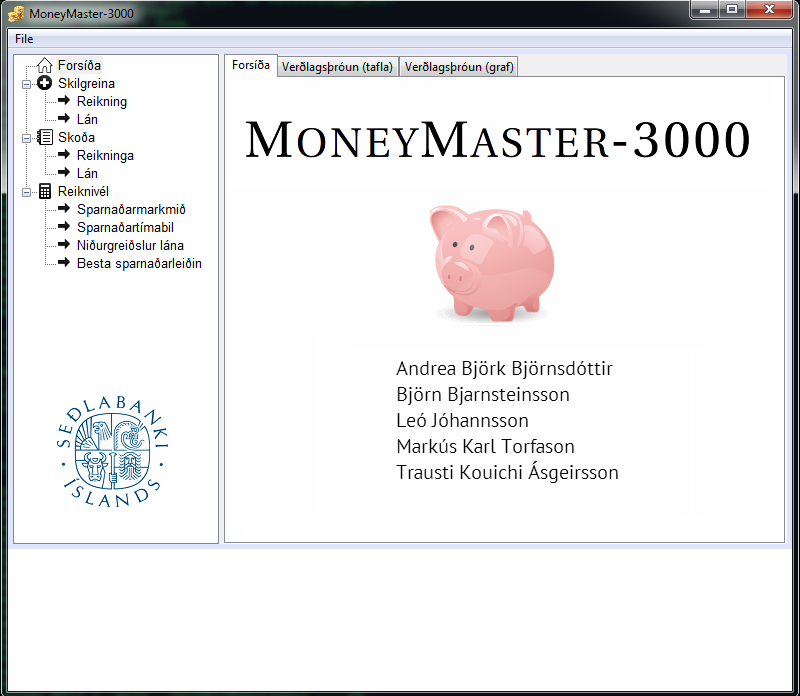 MoneyMaster-3000
File
Forsíða
Skilgreina
Reikning
Lán
Skoða
Reikninga
Lán
Reiknivél
Sparnaðarmarkmið
Sparnaðartímabil
Niðurgreiðslur lána
Besta sparnaðarleiðin
SEÐLABANKI
ÍSLANDS
Forsíða
Verðlagsþróun (tafla)
Verðlagsþróun (graf)
MONEYMASTER-3000
Andrea Björk Björnsdóttir
Björn Bjarnsteinsson
Leó Jóhannsson
Markús Karl Torfason
Trausti Kouichi Ásgeirsson